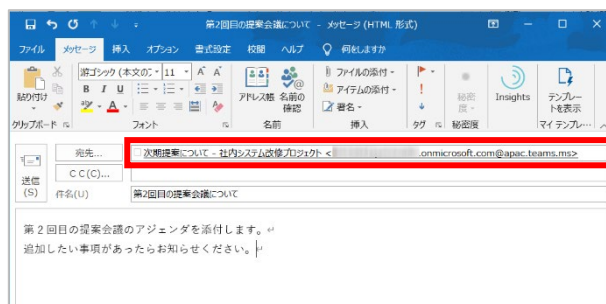 第2回目の提案会議について - メッセージ (HTML 形式)
ファイル メッセージ 挿入 オプション 書式設定 校閲 ヘルプ 何をしますか
貼り付け
游ゴシック (本文の 11 A A
B I U
A
アドレス帳 名前の確認
ファイルの添付
アイテムの添付
署名
!
秘密度
Insights
テンプレートを表示
クリップボード フォント 名前 挿入 タグ 秘密度 マイ テンプレ…
送信(S)
宛先... 次期提案について - 社内システム改修プロジェクト < .onmicrosoft.com@apac.teams.ms>
C C (C)...
件名(U) 第2回目の提案会議について
第２回目の提案会議のアジェンダを添付します。
追加したい事項があったらお知らせください。